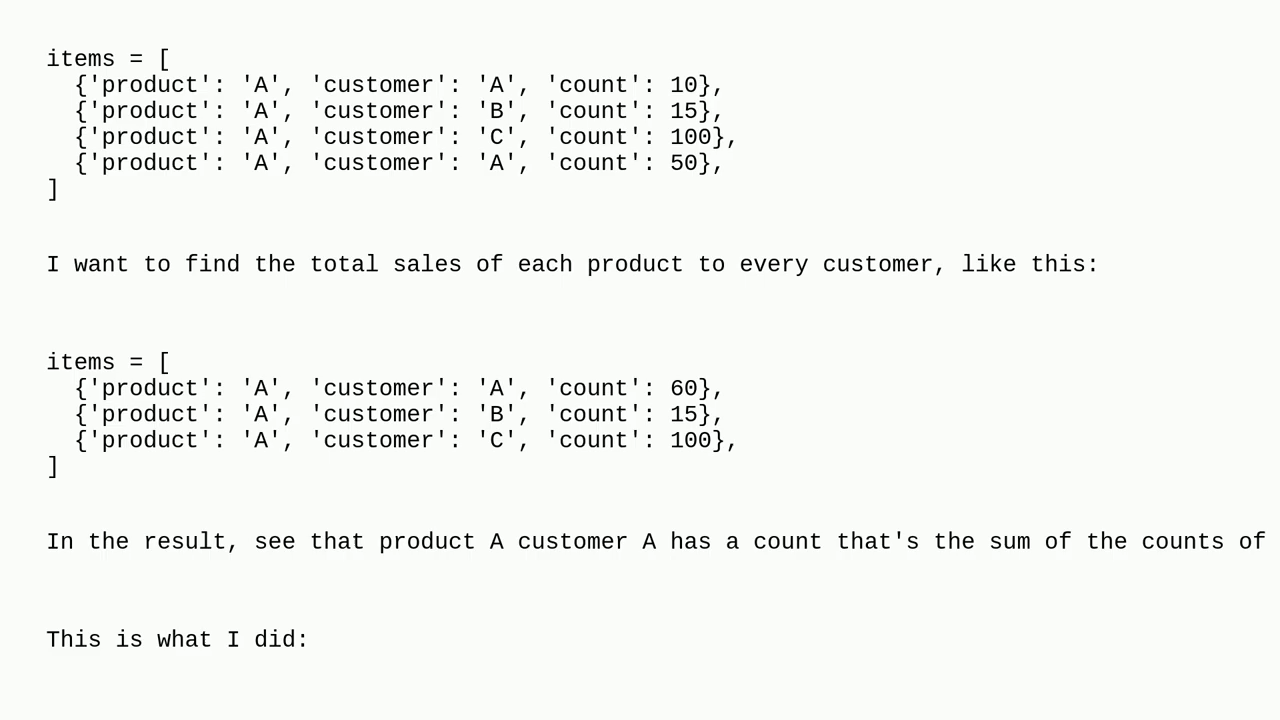 items = [
  {'product': 'A', 'customer': 'A', 'count': 10},
  {'product': 'A', 'customer': 'B', 'count': 15},
  {'product': 'A', 'customer': 'C', 'count': 100},
  {'product': 'A', 'customer': 'A', 'count': 50},
]
I want to find the total sales of each product to every customer, like this:
items = [
  {'product': 'A', 'customer': 'A', 'count': 60},
  {'product': 'A', 'customer': 'B', 'count': 15},
  {'product': 'A', 'customer': 'C', 'count': 100},
]
In the result, see that product A customer A has a count that's the sum of the counts of
This is what I did: